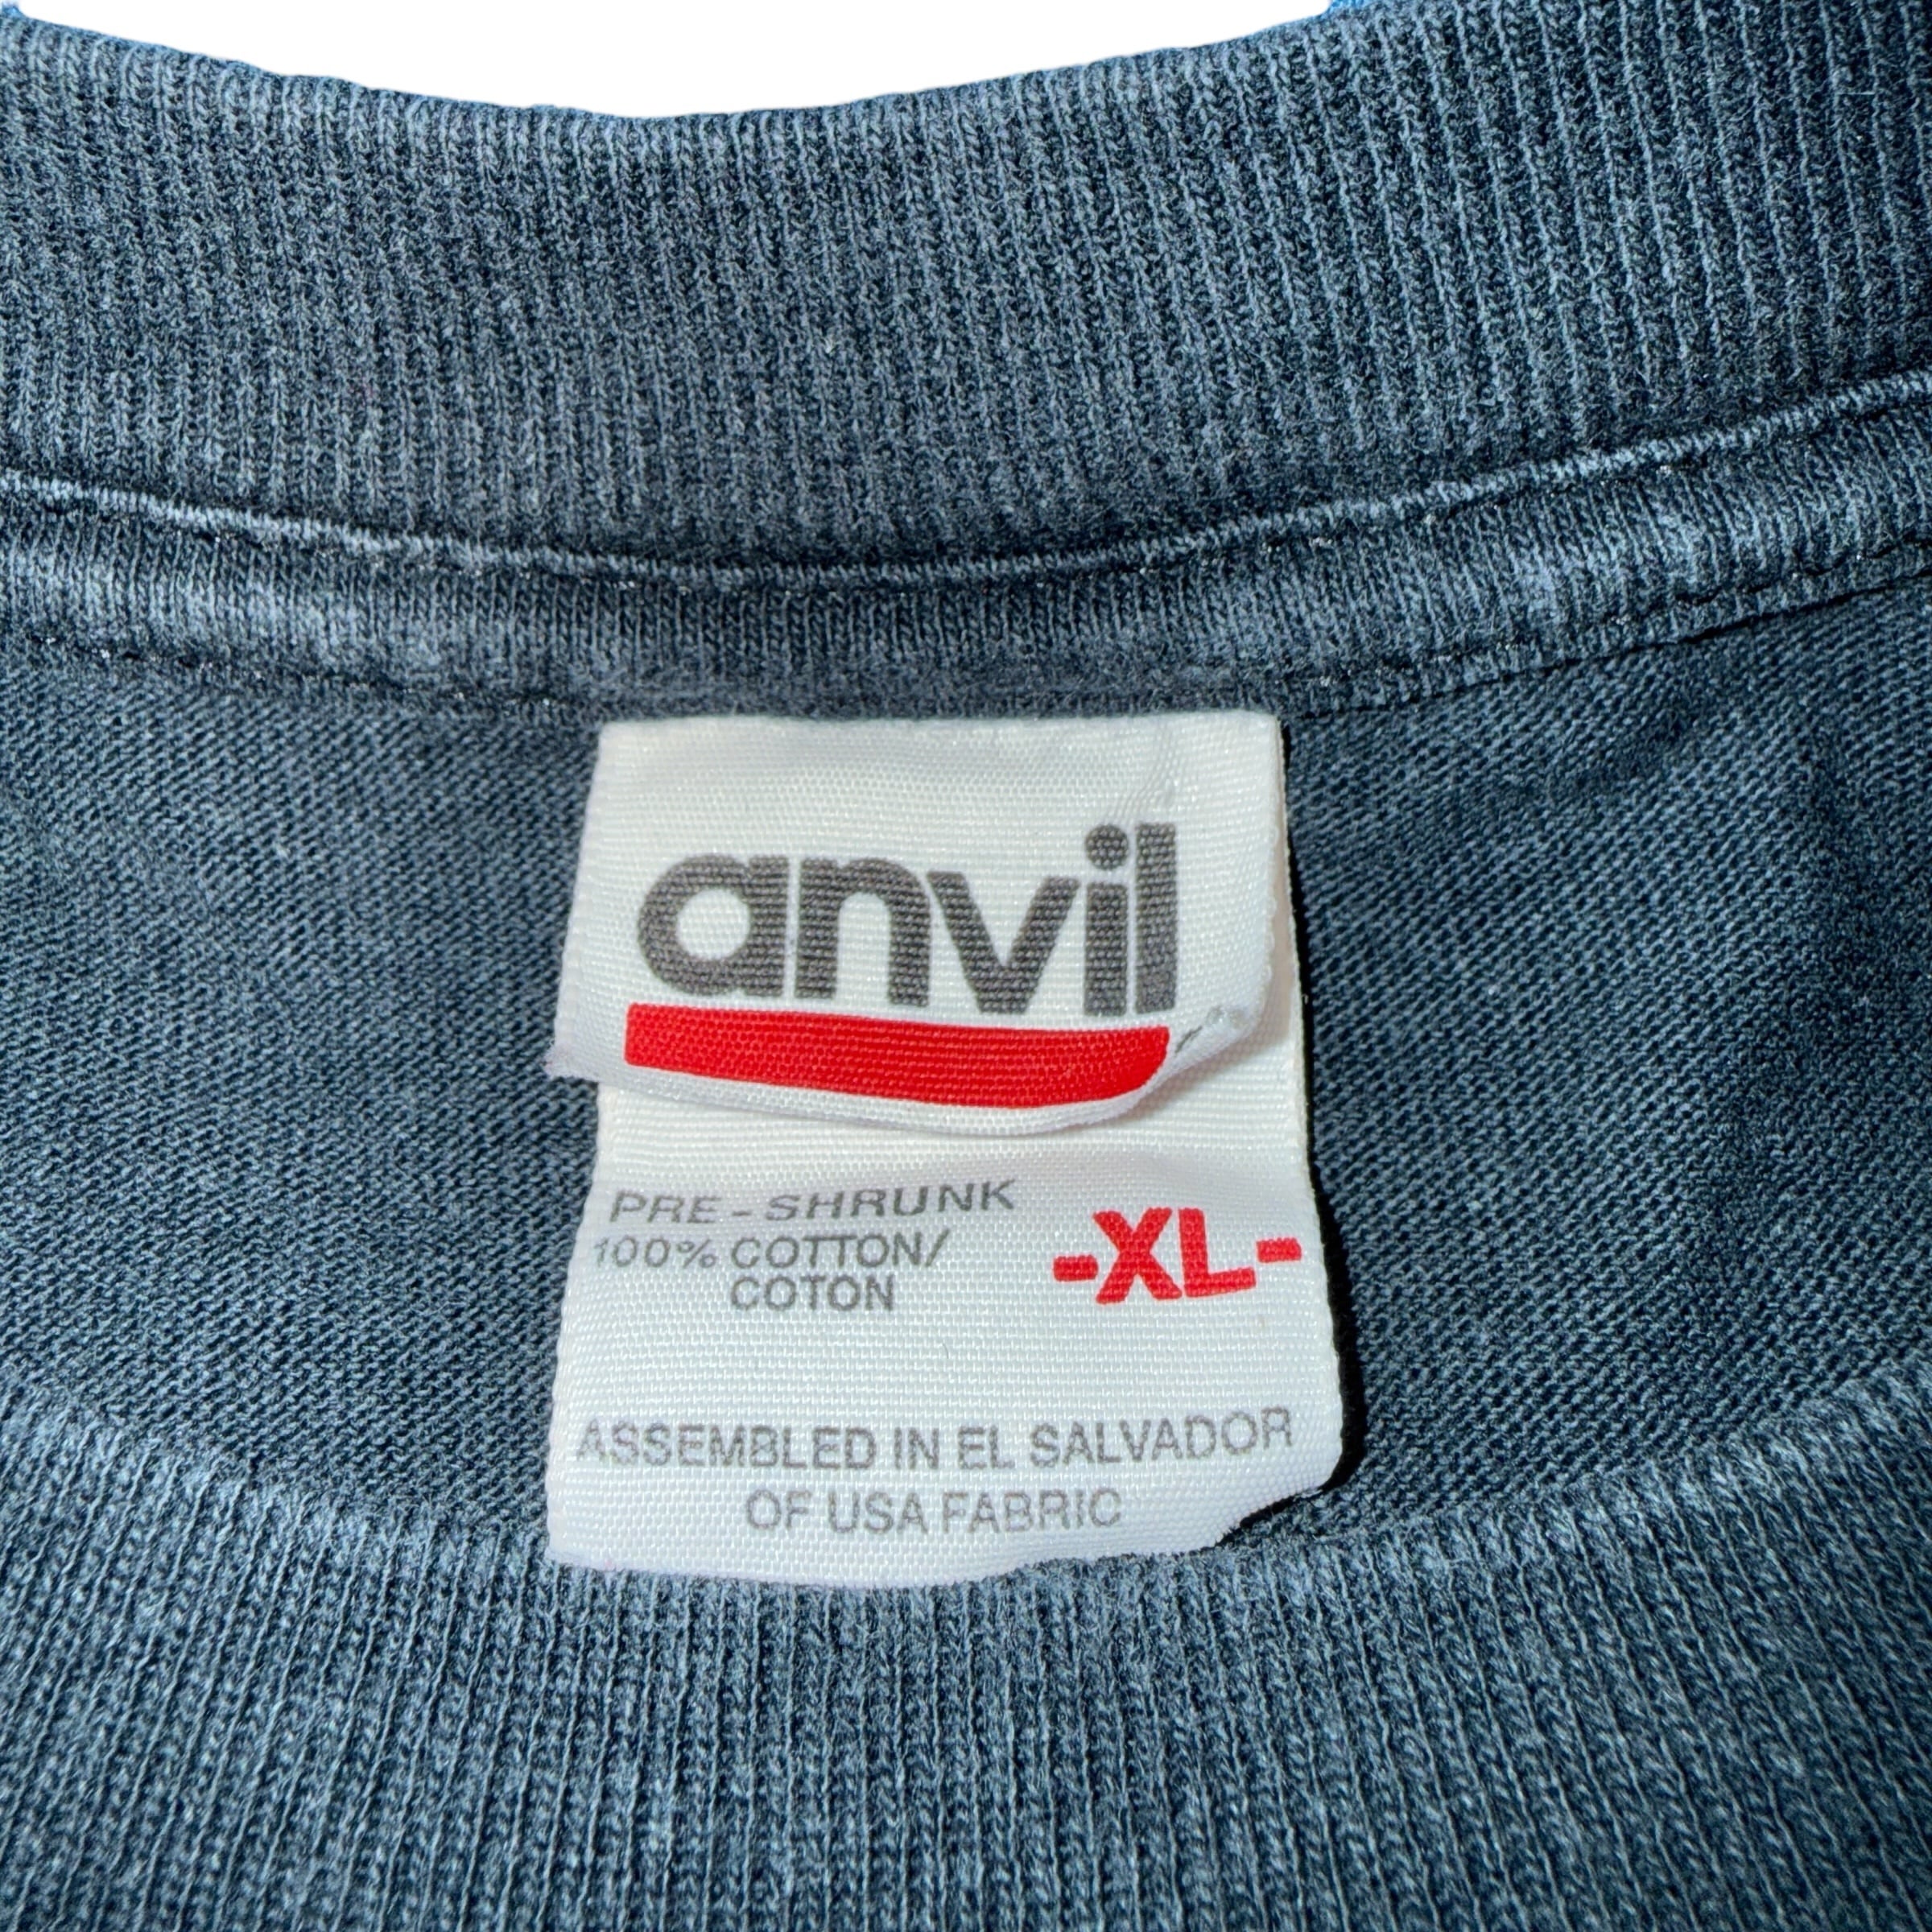 anvil
PRE-SHRUNK
100% COTTON/
COTON
-XL-
ASSEMBLED IN EL SALVADOR
OF USA FABRIC